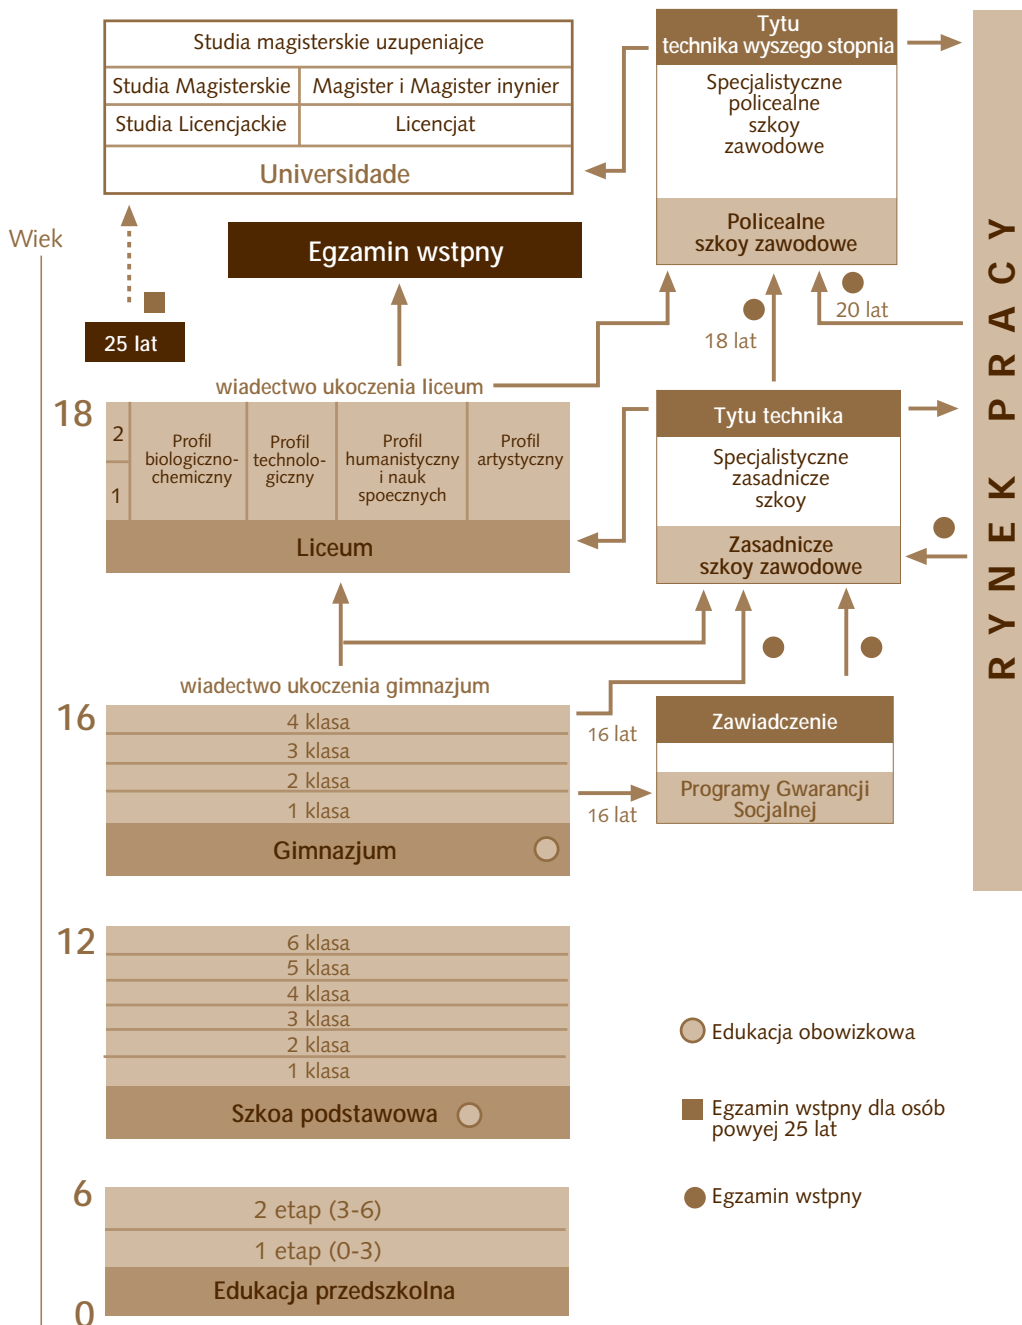 Studia magisterskie uzupeniajce
Studia Magisterskie
Magister i Magister inynier
Studia Licencjackie
Licencjat
Universidade
Tytu
technika wyszego stopnia
Specjalistyczne
policealne
szkoy
zawodowe
Policealne
szkoy zawodowe
Wiek
Egzamin wstpny
25 lat
18 lat
20 lat
RYNEK PRACY
wiadectwo ukoczenia liceum
18
2
1
Profil
biologiczno-
chemiczny
Profil
technolo-
giczny
Profil
humanistyczny
i nauk
spoecznych
Profil
artystyczny
Liceum
Tytu technika
Specjalistyczne
zasadnicze
szkoy
Zasadnicze
szkoy zawodowe
wiadectwo ukoczenia gimnazjum
16
4 klasa
3 klasa
2 klasa
1 klasa
Gimnazjum
16 lat
16 lat
Zawiadczenie
Programy Gwarancji
Socjalnej
12
6 klasa
5 klasa
4 klasa
3 klasa
2 klasa
1 klasa
Szkoa podstawowa
Edukacja obowizkowa
Egzamin wstpny dla osób
powyej 25 lat
Egzamin wstpny
6
2 etap (3-6)
1 etap (0-3)
Edukacja przedszkolna
0